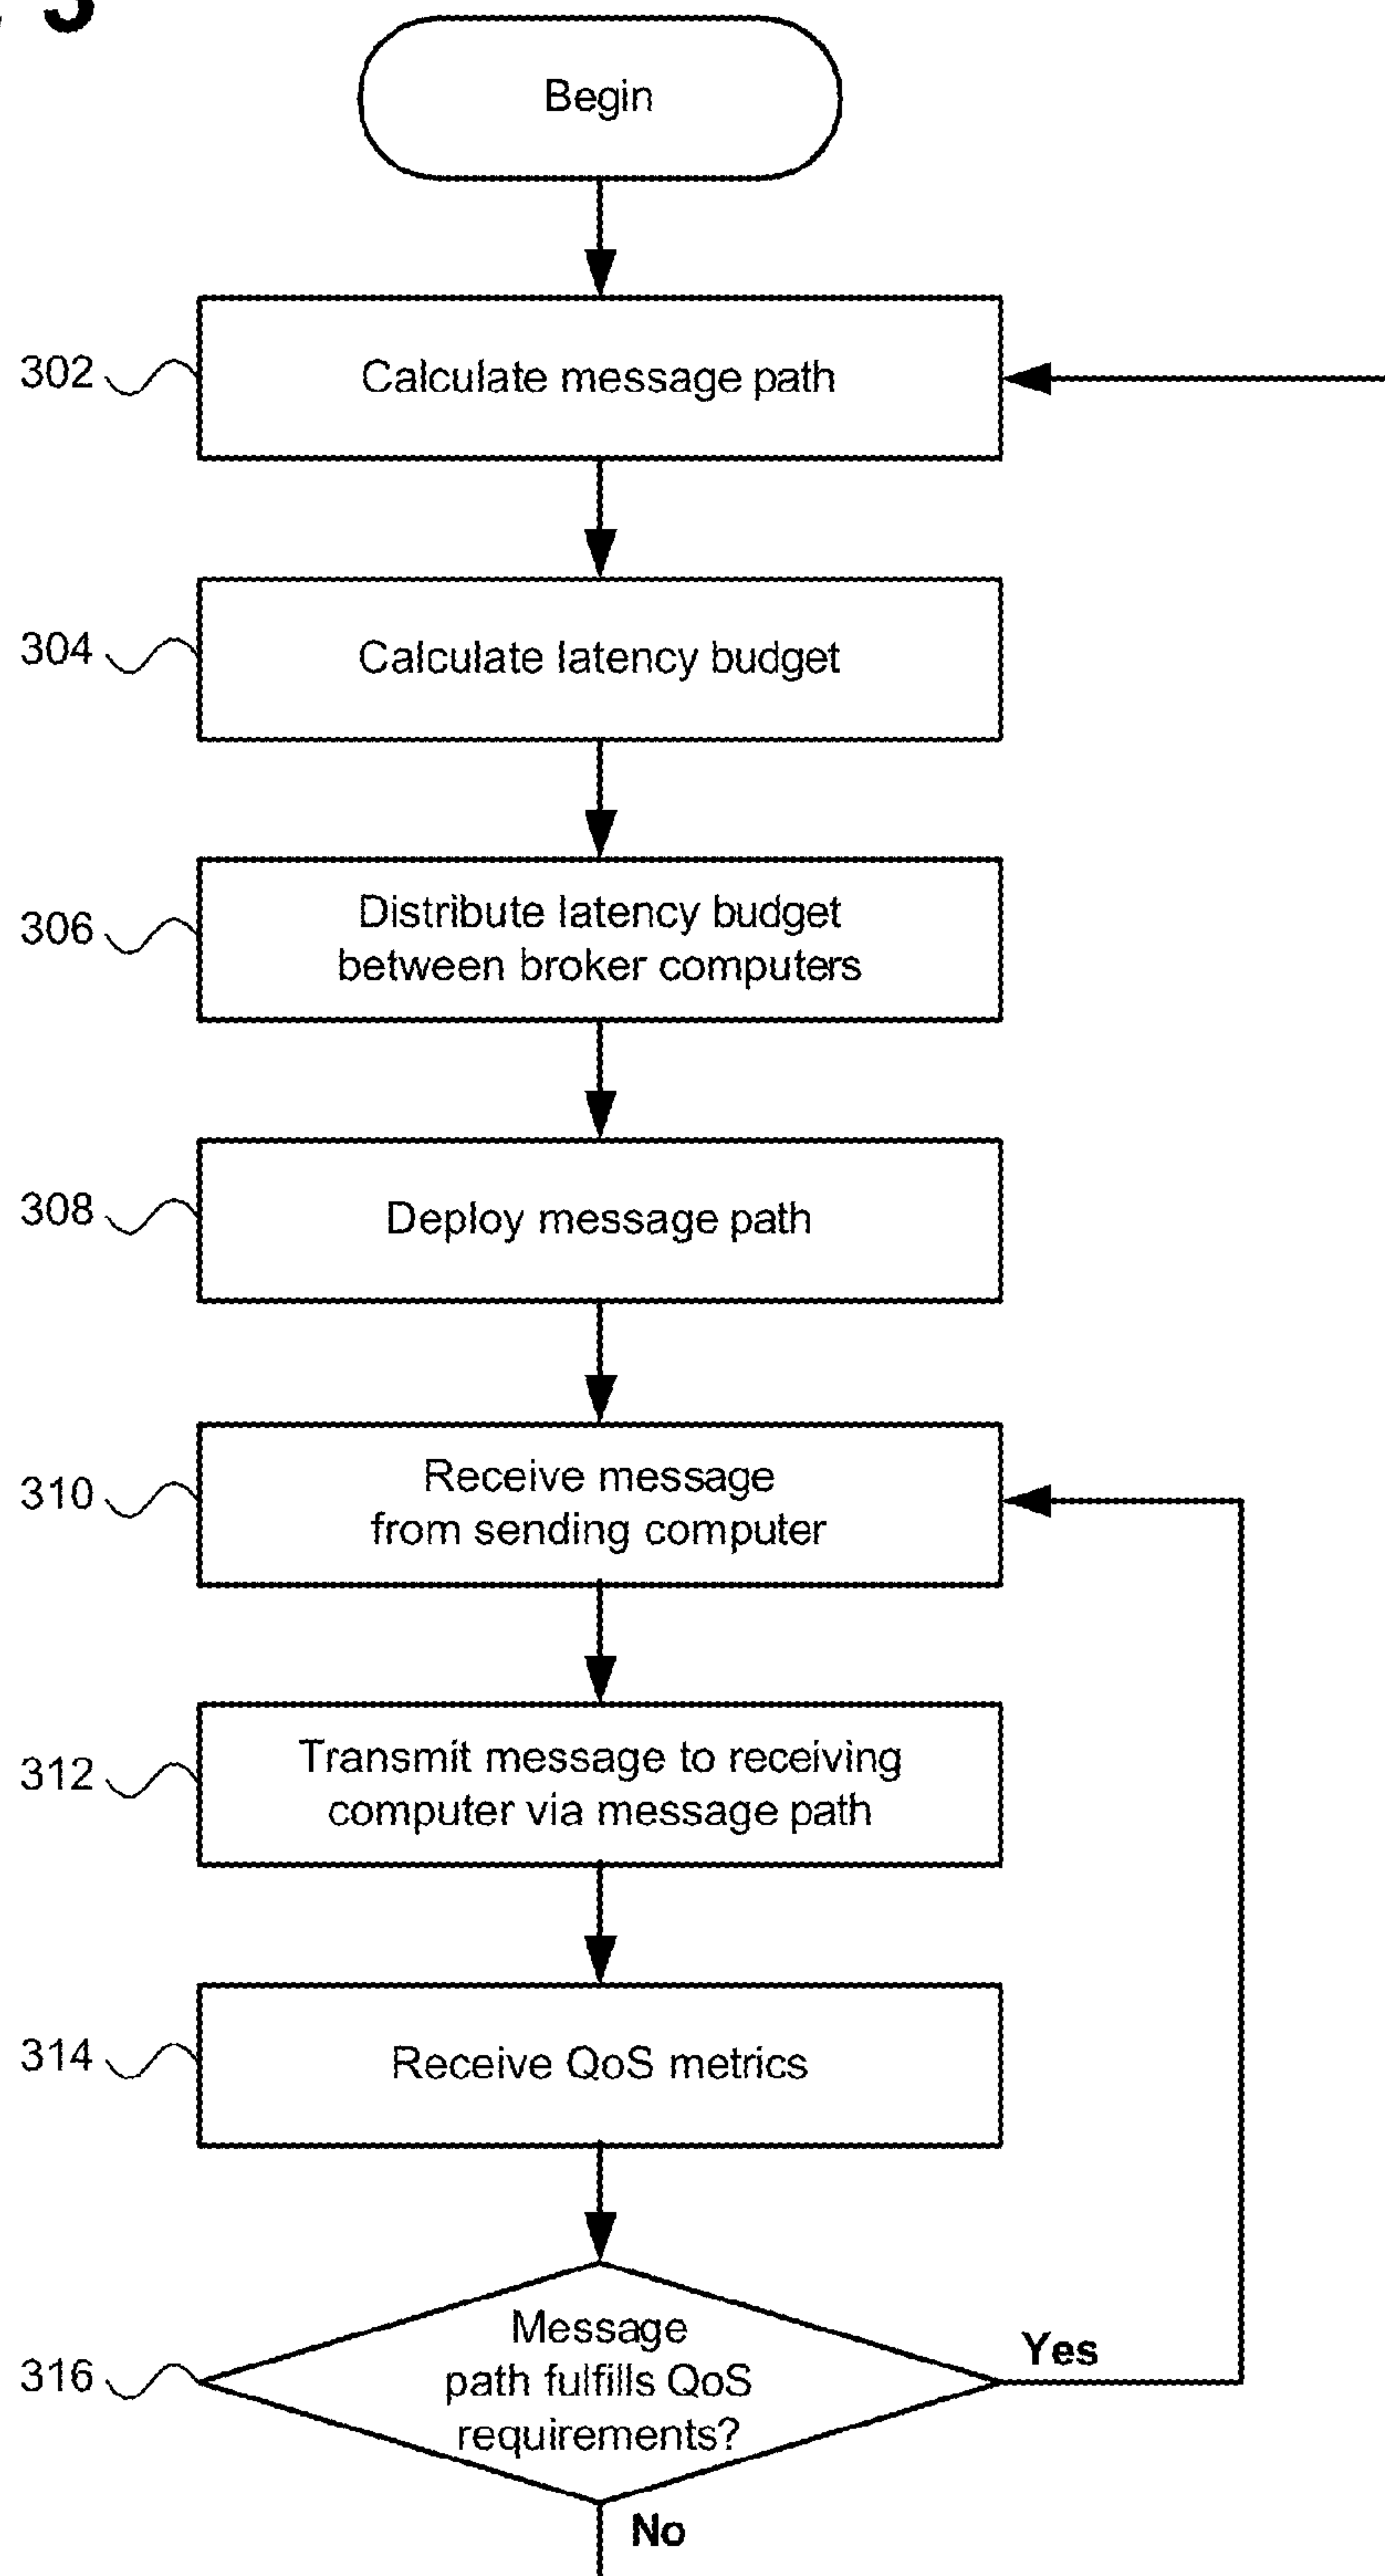 3
Begin
302
Calculate message path
304
Calculate latency budget
306
Distribute latency budget
between broker computers
308
Deploy message path
310
Receive message
from sending computer
312
Transmit message to receiving
computer via message path
314
Receive QoS metrics
316
Message
path fulfills QoS
requirements?
Yes
No